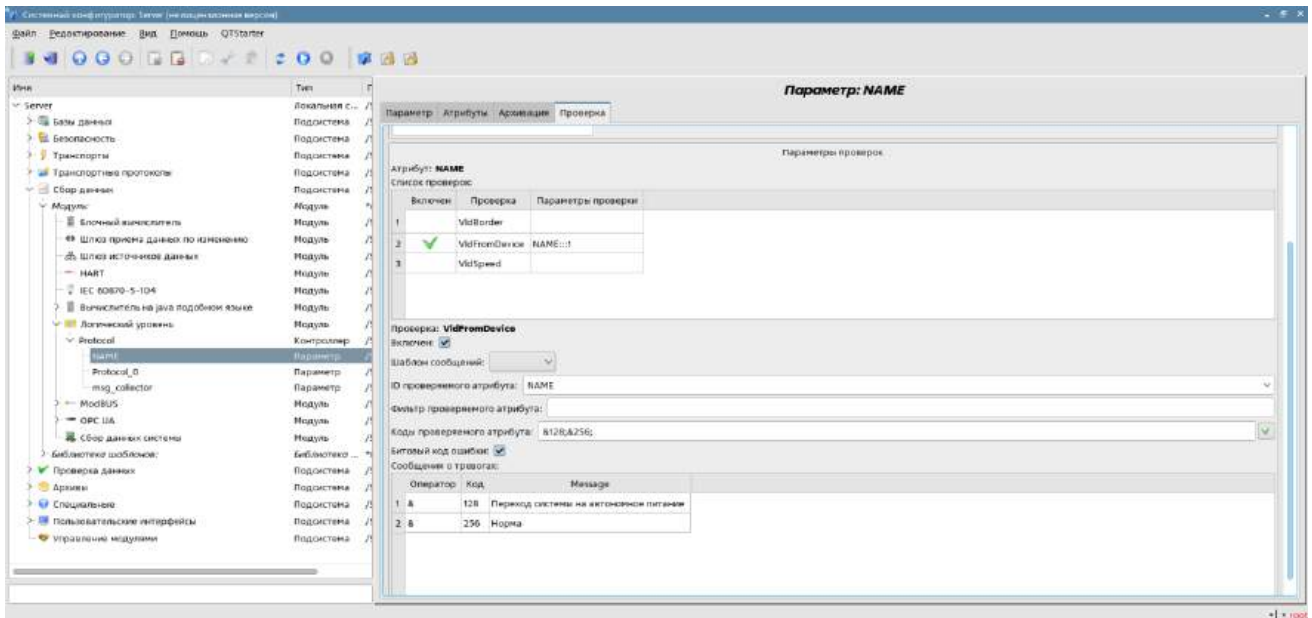 Системный конфигуратор: Server (не лицензионная версия)
Файл Редактирование Вид Помощь QTStarter
Имя Тип
Server Локальная с...
Базы данных Подсистема
Безопасность Подсистема
Транспорты Подсистема
Транспортные протоколы Подсистема
Сбор данных Подсистема
Модуль: Модуль
Блочный вычислитель Модуль
Шлюз приема данных по изменению Модуль
Шлюз источников данных Модуль
HART Модуль
IEC 60870-5-104 Модуль
Вычислитель на java подобном языке Модуль
Логический уровень Модуль
Protocol Контроллер
NAME Параметр
Protocol_0 Параметр
msg_collector Параметр
ModBUS Модуль
OPC UA Модуль
Сбор данных системы Модуль
Библиотека шаблонов: Библиотека ...
Проверка данных Подсистема
Архивы Подсистема
Специальные Подсистема
Пользовательские интерфейсы Подсистема
Управление модулями Подсистема
Параметр: NAME
Параметр Атрибуты Архивация Проверка
Параметры проверок
Атрибут: NAME
Список проверок:
Включен Проверка Параметры проверки
1 VldBorder
2 VldFromDevice NAME:::1
3 VldSpeed
Проверка: VldFromDevice
Включен:
Шаблон сообщений:
ID проверяемого атрибута: NAME
Фильтр проверяемого атрибута:
Коды проверяемого атрибута: &128;&256;
Битовый код ошибки:
Сообщения о тревогах:
Оператор Код Message
1 & 128 Переход системы на автономное питание
2 & 256 Норма
root